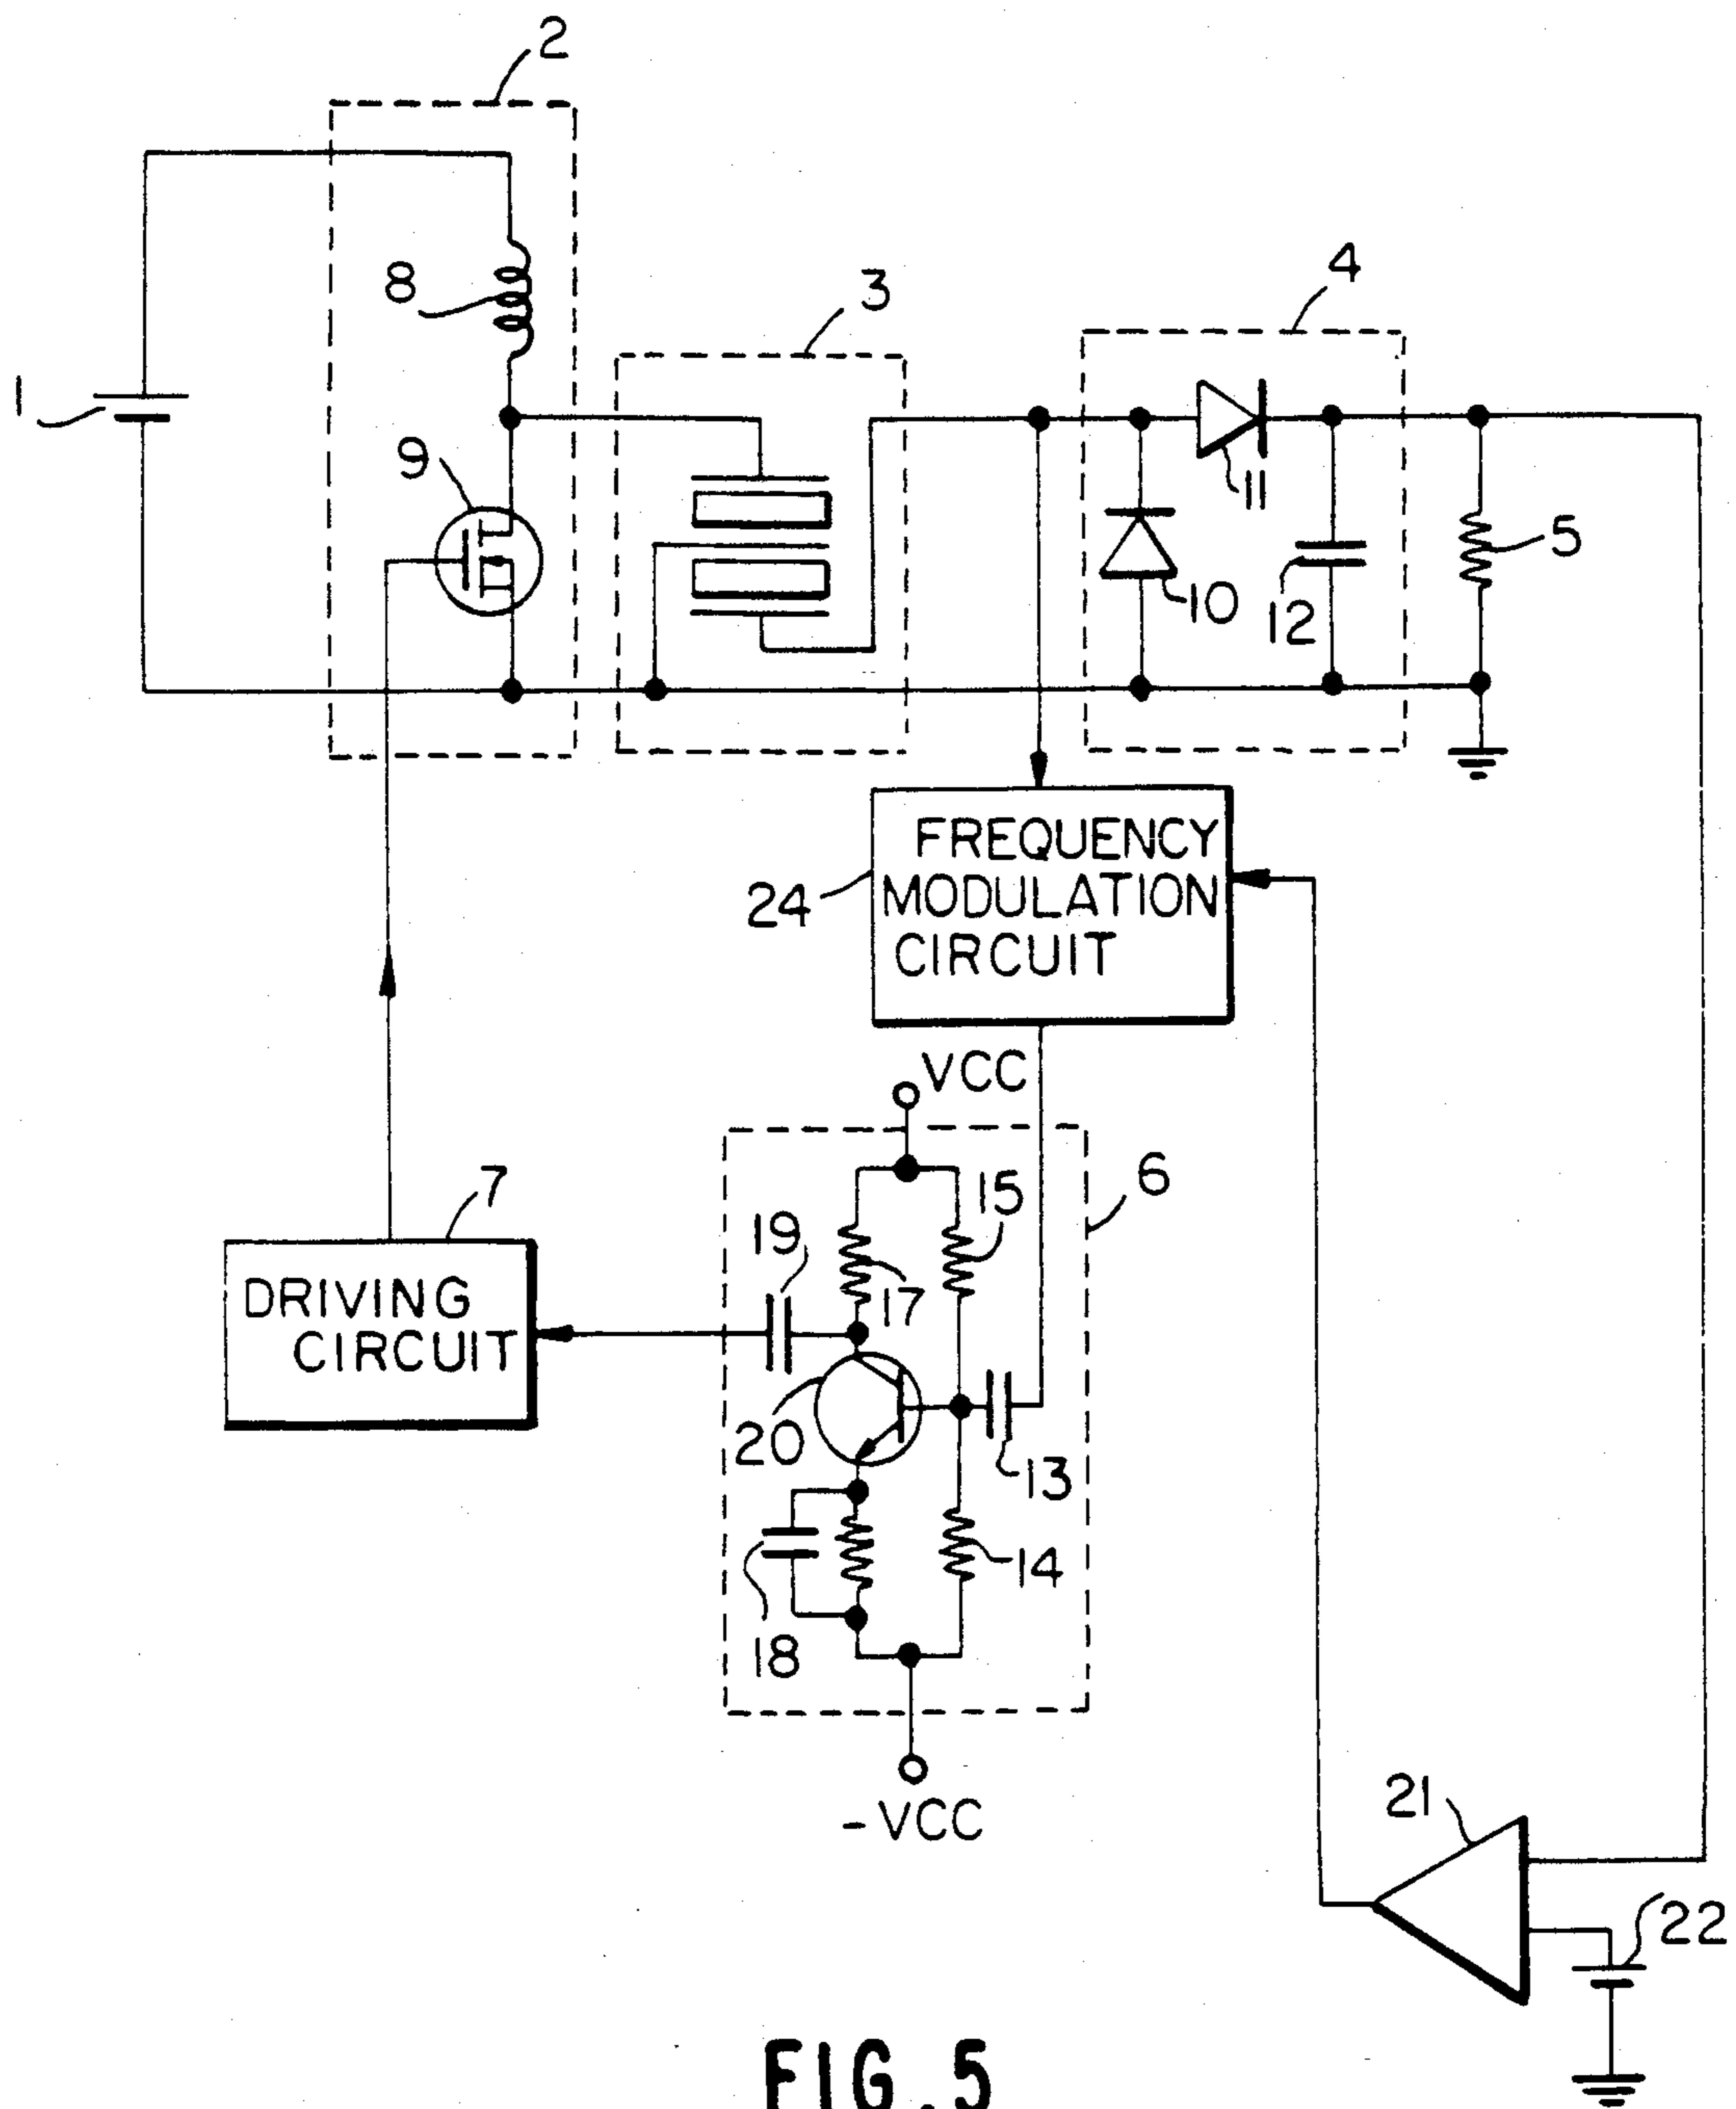 2
8
3
4
1
9
11
5
10
12
FREQUENCY
MODULATION
CIRCUIT
24
VCC
7
15
6
19
DRIVING
CIRCUIT
17
20
13
14
18
-VCC
21
22
FIG.5